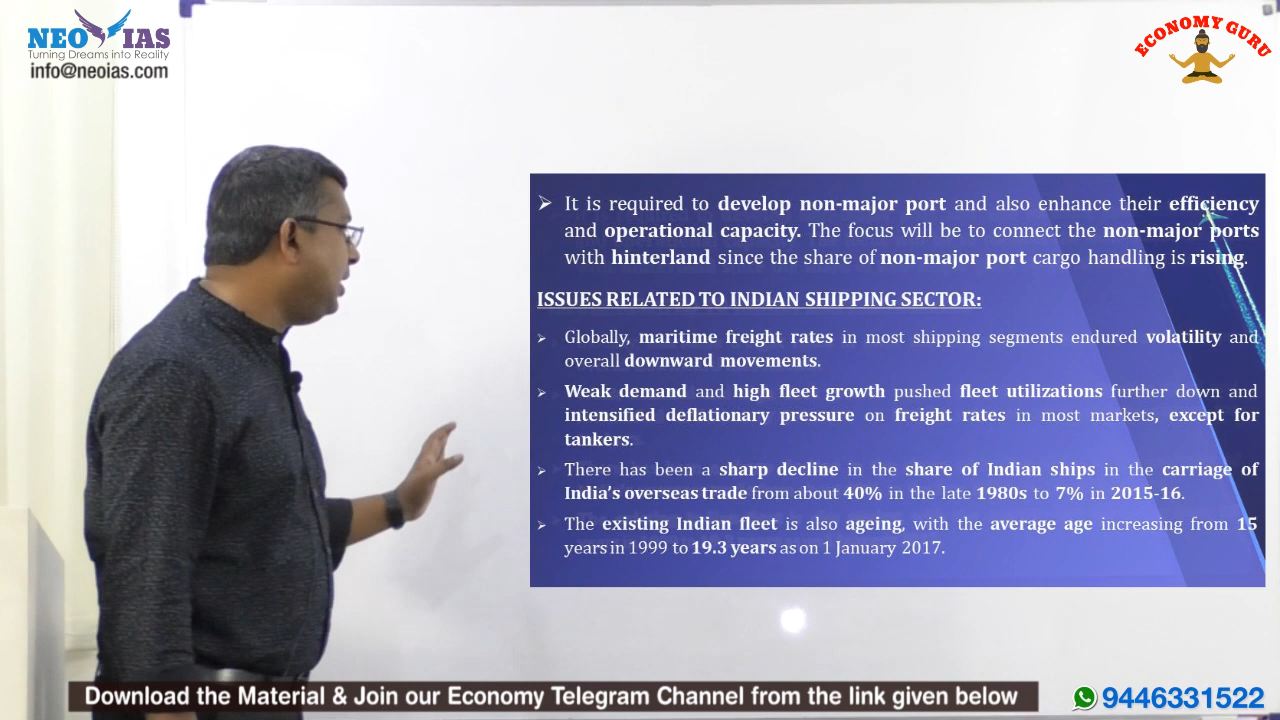 NEO IAS
Turning Dreams into Reality
info@neoias.com
ECONOMY GURU
➢ It is required to develop non-major port and also enhance their efficiency
and operational capacity. The focus will be to connect the non-major ports
with hinterland since the share of non-major port cargo handling is rising.
ISSUES RELATED TO INDIAN SHIPPING SECTOR:
➢ Globally, maritime freight rates in most shipping segments endured volatility and
overall downward movements.
➢ Weak demand and high fleet growth pushed fleet utilizations further down and
intensified deflationary pressure on freight rates in most markets, except for
tankers.
➢ There has been a sharp decline in the share of Indian ships in the carriage of
India's overseas trade from about 40% in the late 1980s to 7% in 2015-16.
➢ The existing Indian fleet is also ageing, with the average age increasing from 15
years in 1999 to 19.3 years as on 1 January 2017.
Download the Material & Join our Economy Telegram Channel from the link given below
9446331522